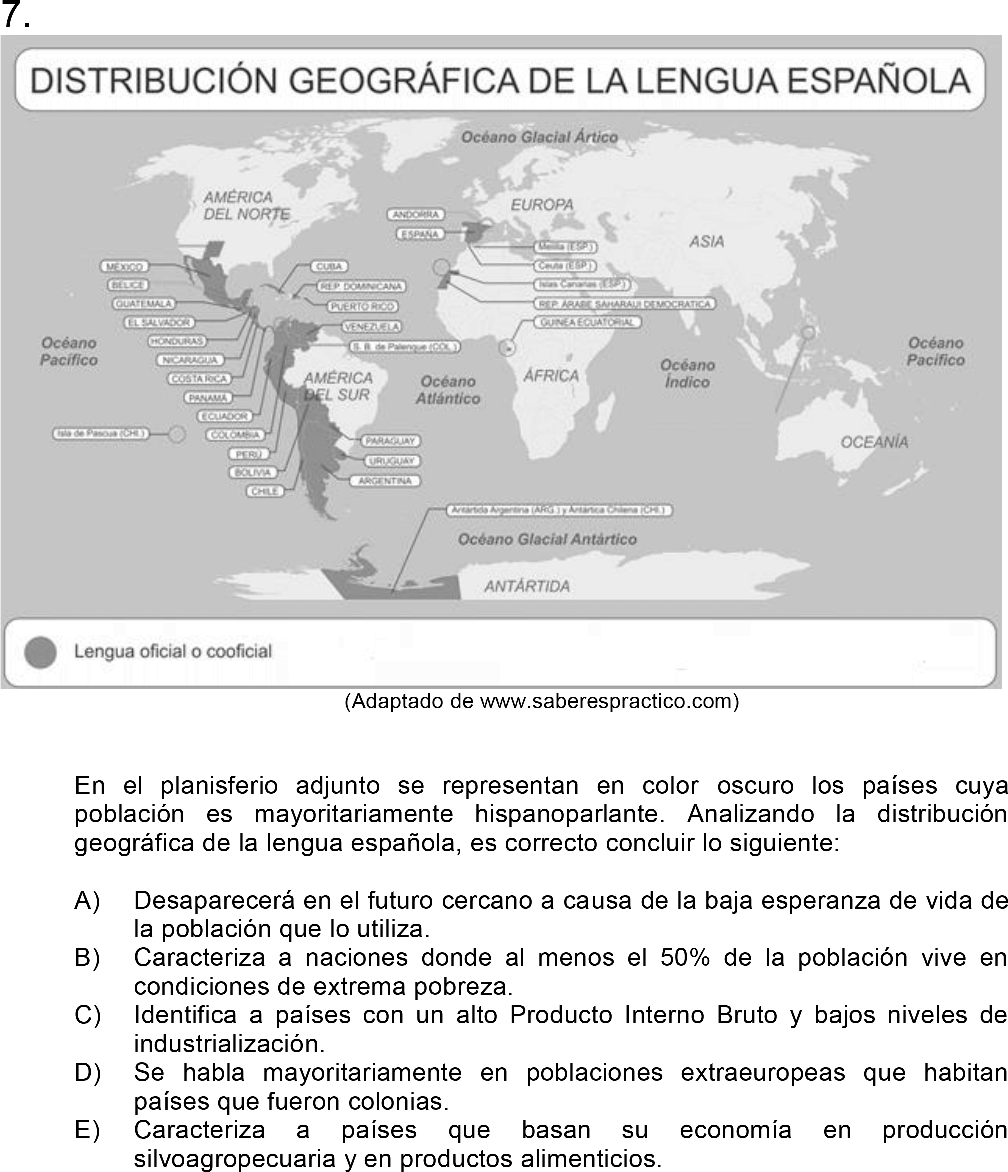 7.
DISTRIBUCIÓN GEOGRÁFICA DE LA LENGUA ESPAÑOLA
Océano Glacial Ártico
AMÉRICA
DEL NORTE
EUROPA
ASIA
ANDORRA
ESPAÑA
Melilla (ESP.)
Ceuta (ESP.)
Islas Canarias (ESP.)
REP. ÁRABE SAHARAUI DEMOCRATICA
GUINEA ECUATORIAL
MÉXICO
BELICE
GUATEMALA
EL SALVADOR
HONDURAS
NICARAGUA
COSTA RICA
PANAMÁ
ECUADOR
COLOMBIA
PERÚ
BOLIVIA
CHILE
CUBA
REP. DOMINICANA
PUERTO RICO
VENEZUELA
S. B. de Palenque (COL.)
Océano
Pacífico
AMÉRICA
DEL SUR
Océano
Atlántico
ÁFRICA
Océano
Índico
Océano
Pacífico
Isla de Pascua (CHI.)
PARAGUAY
URUGUAY
ARGENTINA
OCEANÍA
Antártida Argentina (ARG.) y Antártica Chilena (CHI.)
Océano Glacial Antártico
ANTÁRTIDA
Lengua oficial o cooficial
(Adaptado de www.saberespractico.com)
En el planisferio adjunto se representan en color oscuro los países cuya
población es mayoritariamente hispanoparlante. Analizando la distribución
geográfica de la lengua española, es correcto concluir lo siguiente:
A) Desaparecerá en el futuro cercano a causa de la baja esperanza de vida de
la población que lo utiliza.
B) Caracteriza a naciones donde al menos el 50% de la población vive en
condiciones de extrema pobreza.
C) Identifica a países con un alto Producto Interno Bruto y bajos niveles de
industrialización.
D) Se habla mayoritariamente en poblaciones extraeuropeas que habitan
países que fueron colonias.
E) Caracteriza a países que basan su economía en producción
silvoagropecuaria y en productos alimenticios.